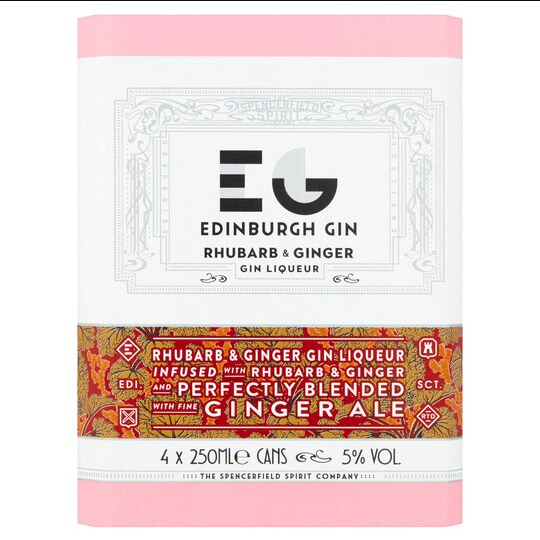 THE
SPENCERFIELD
SPIRIT
COMPANY
EG
EDINBURGH GIN
RHUBARB & GINGER
GIN LIQUEUR
RHUBARB & GINGER GIN LIQUEUR
INFUSED WITH RHUBARB & GINGER
AND PERFECTLY BLENDED
WITH FINE GINGER ALE
EDI.
SCT.
RTD
4 x 250ML℮ CANS
5% VOL
THE SPENCERFIELD SPIRIT COMPANY